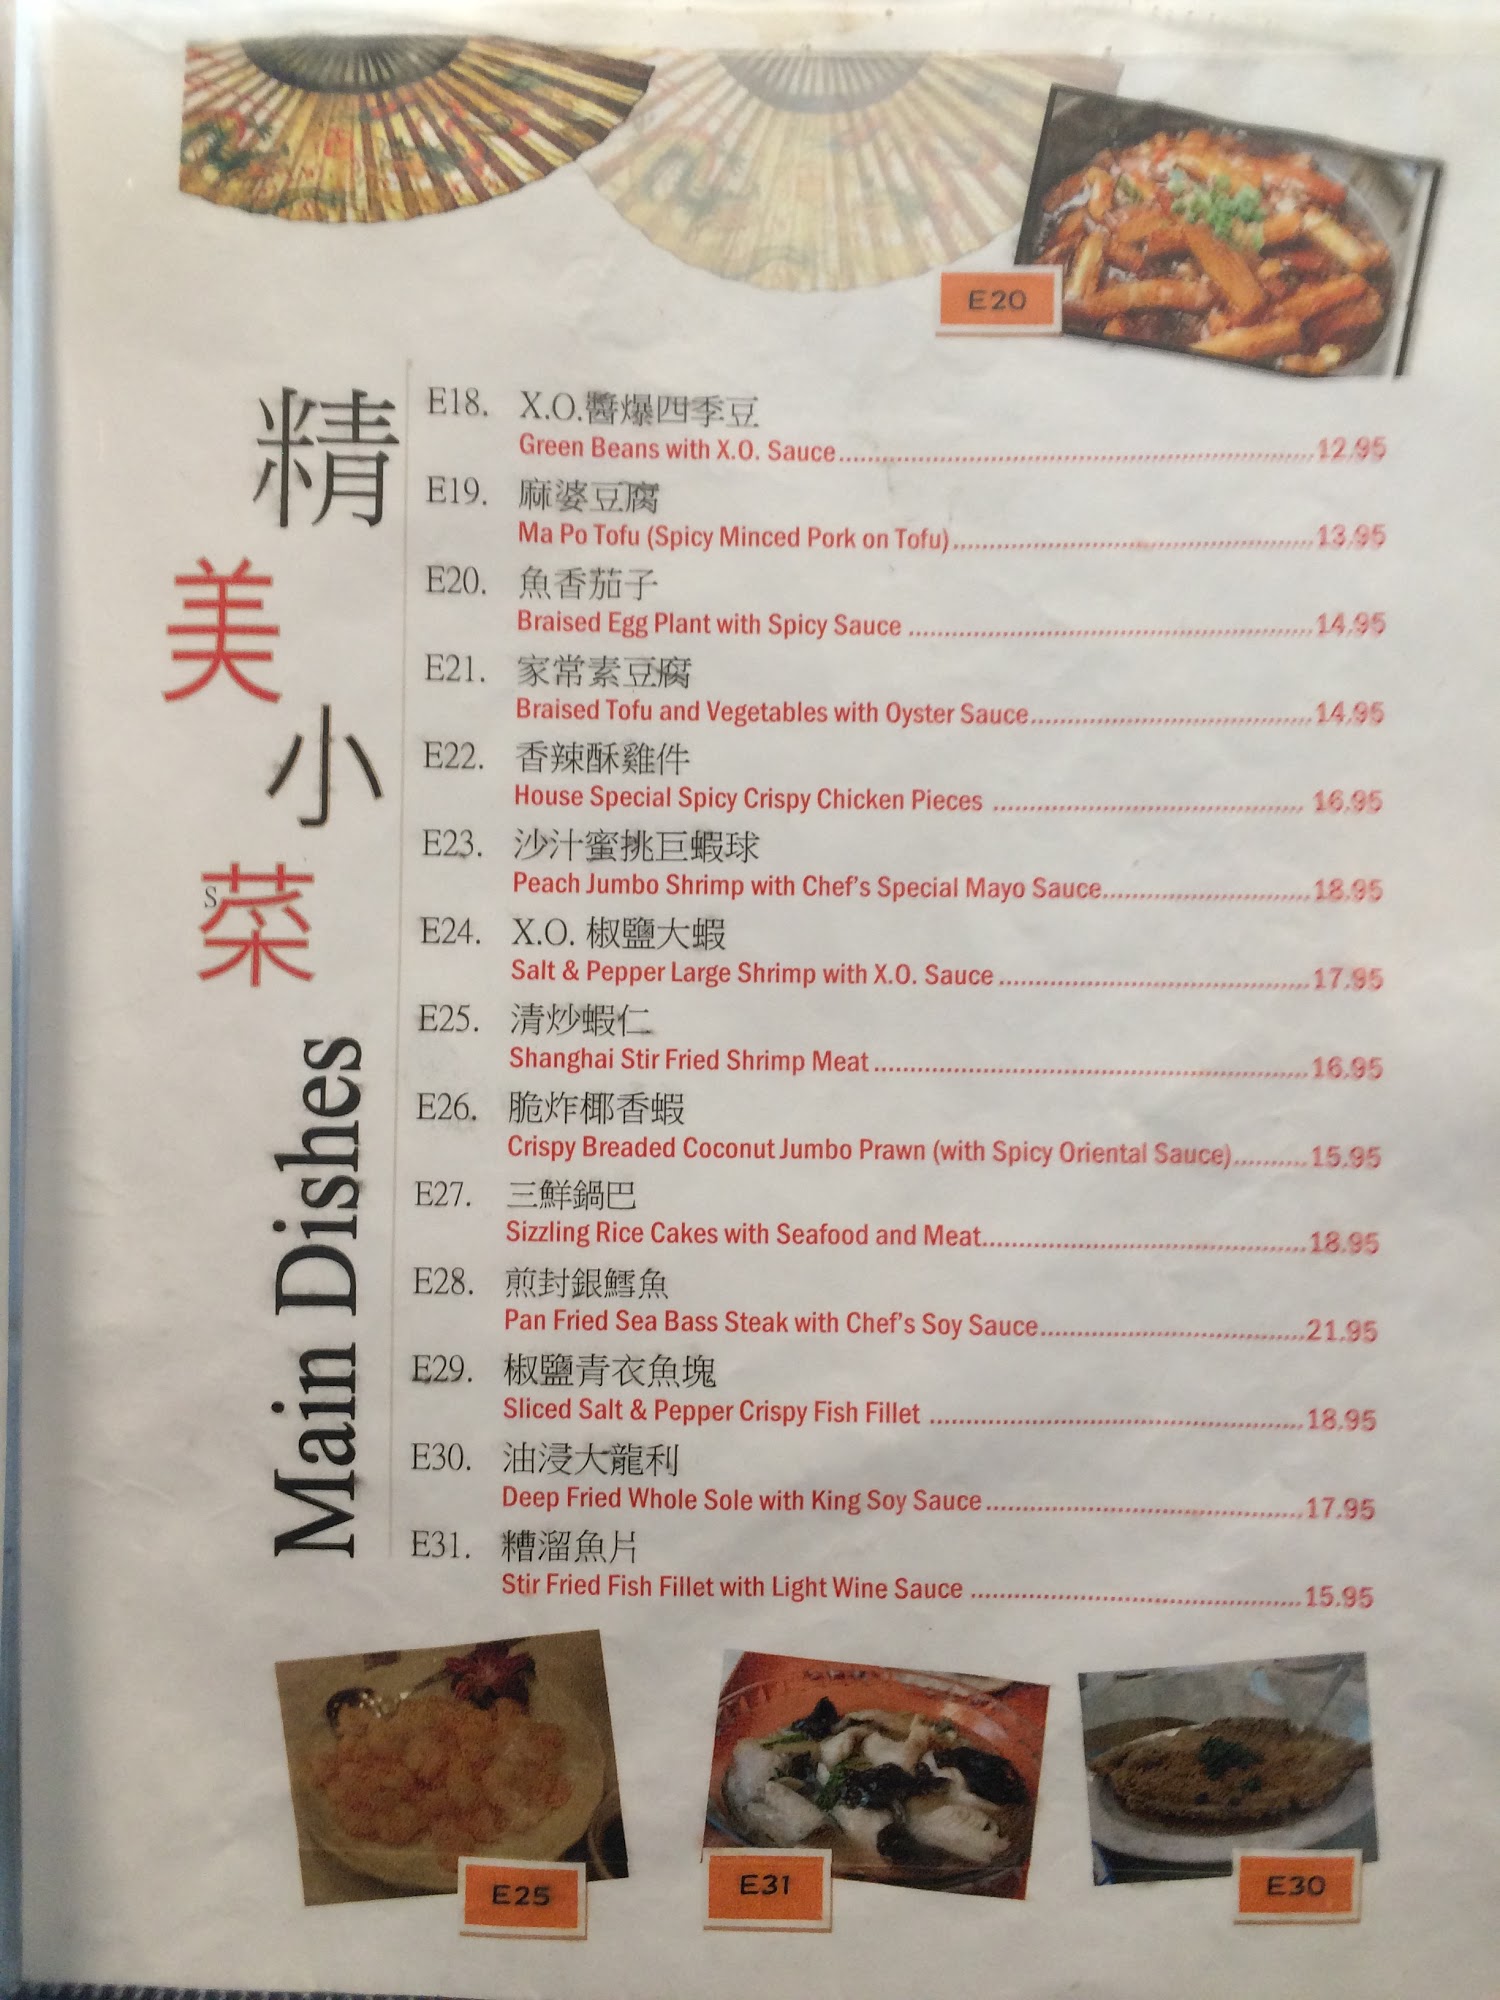 E20
精
美
小
S
菜
Main Dishes
E18. X.O.醬爆四季豆
Green Beans with X.O. Sauce.....12.95
E19. 麻婆豆腐
Ma Po Tofu (Spicy Minced Pork on Tofu).....13.95
E20. 魚香茄子
Braised Egg Plant with Spicy Sauce .....14.95
E21. 家常素豆腐
Braised Tofu and Vegetables with Oyster Sauce.....14.95
E22. 香辣酥雞件
House Special Spicy Crispy Chicken Pieces ..... 16.95
E23. 沙汁蜜挑巨蝦球
Peach Jumbo Shrimp with Chef's Special Mayo Sauce.....18.95
E24. X.O. 椒鹽大蝦
Salt & Pepper Large Shrimp with X.O. Sauce .....17.95
E25. 清炒蝦仁
Shanghai Stir Fried Shrimp Meat .....16.95
E26. 脆炸椰香蝦
Crispy Breaded Coconut Jumbo Prawn (with Spicy Oriental Sauce).....15.95
E27. 三鮮鍋巴
Sizzling Rice Cakes with Seafood and Meat.....18.95
E28. 煎封銀鱈魚
Pan Fried Sea Bass Steak with Chef's Soy Sauce.....21.95
E29. 椒鹽青衣魚塊
Sliced Salt & Pepper Crispy Fish Fillet .....18.95
E30. 油浸大龍利
Deep Fried Whole Sole with King Soy Sauce.....17.95
E31. 糟溜魚片
Stir Fried Fish Fillet with Light Wine Sauce .....15.95
E25
E31
E30